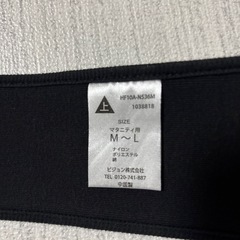 上
HF10A-NS36M
1038818
SIZE
マタニティ用
M～L
ナイロン
ポリエステル
綿
ピジョン株式会社
TEL 0120-741-887
中国製